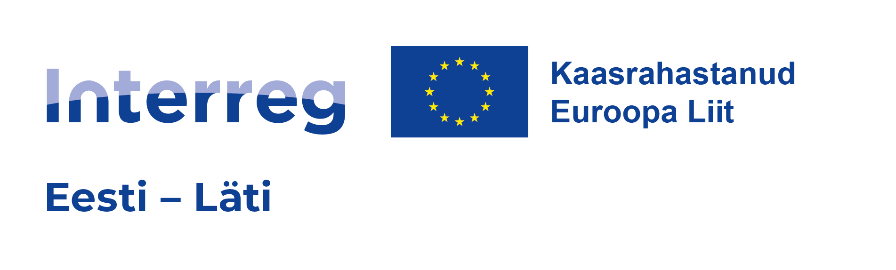 Interreg
Kaasrahastanud
Euroopa Liit
Eesti – Läti